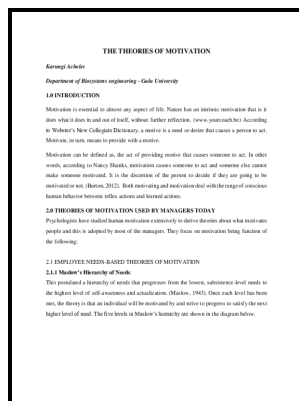 THE THEORIES OF MOTIVATION
Karungi Acheles
Department of Biosystems engineering - Gulu University
1.0 INTRODUCTION
Motivation is essential to almost any aspect of life. Nature has an intrinsic motivation that is it
does what it does in and out of itself, without further reflection. (www.yourcoach.be) According
to Webster's New Collegiate Dictionary, a motive is a need or desire that causes a person to act.
Motivate, in turn, means to provide with a motive.
Motivation can be defined as, the act of providing motive that causes someone to act. In other
words, according to Nancy Shanks, motivation causes someone to act and someone else cannot
make someone motivated. It is the discretion of the person to decide if they are going to be
motivated or not. (Burton, 2012). Both motivating and motivation deal with the range of conscious
human behavior between reflex actions and learned actions.
2.0 THEORIES OF MOTIVATION USED BY MANAGERS TODAY
Psychologists have studied human motivation extensively to derive theories about what motivates
people and this is adopted by most of the managers. They focus on motivation being function of
the following:
2.1 EMPLOYEE NEEDS-BASED THEORIES OF MOTIVATION
2.1.1 Maslow's Hierarchy of Needs
This postulated a hierarchy of needs that progresses from the lowest, subsistence-level needs to
the highest level of self-awareness and actualization. (Maslow, 1943). Once each level has been
met, the theory is that an individual will be motivated by and strive to progress to satisfy the next
higher level of need. The five levels in Maslow's hierarchy are shown in the diagram below.